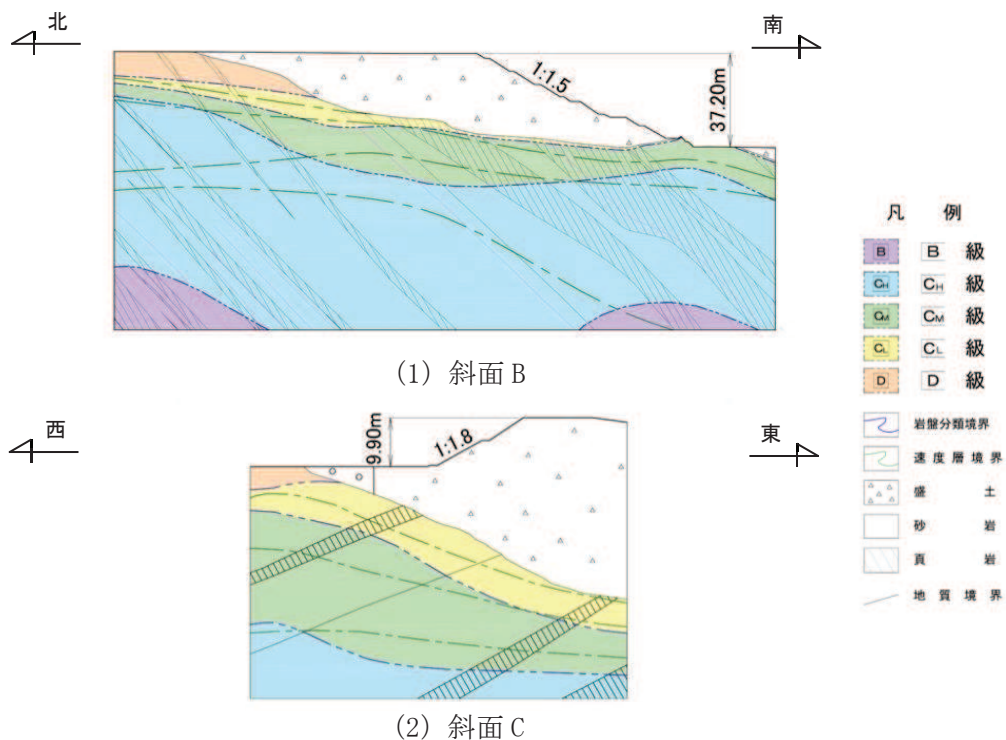 北
南
1:1.5
37.20m
(1) 斜面 B
西
東
9.90m
1:1.8
(2) 斜面 C
凡 例
B B 級
CH CH 級
CM CM 級
CL CL 級
D D 級
岩盤分類境界
速度層境界
盛 土
砂 岩
頁 岩
地質境界